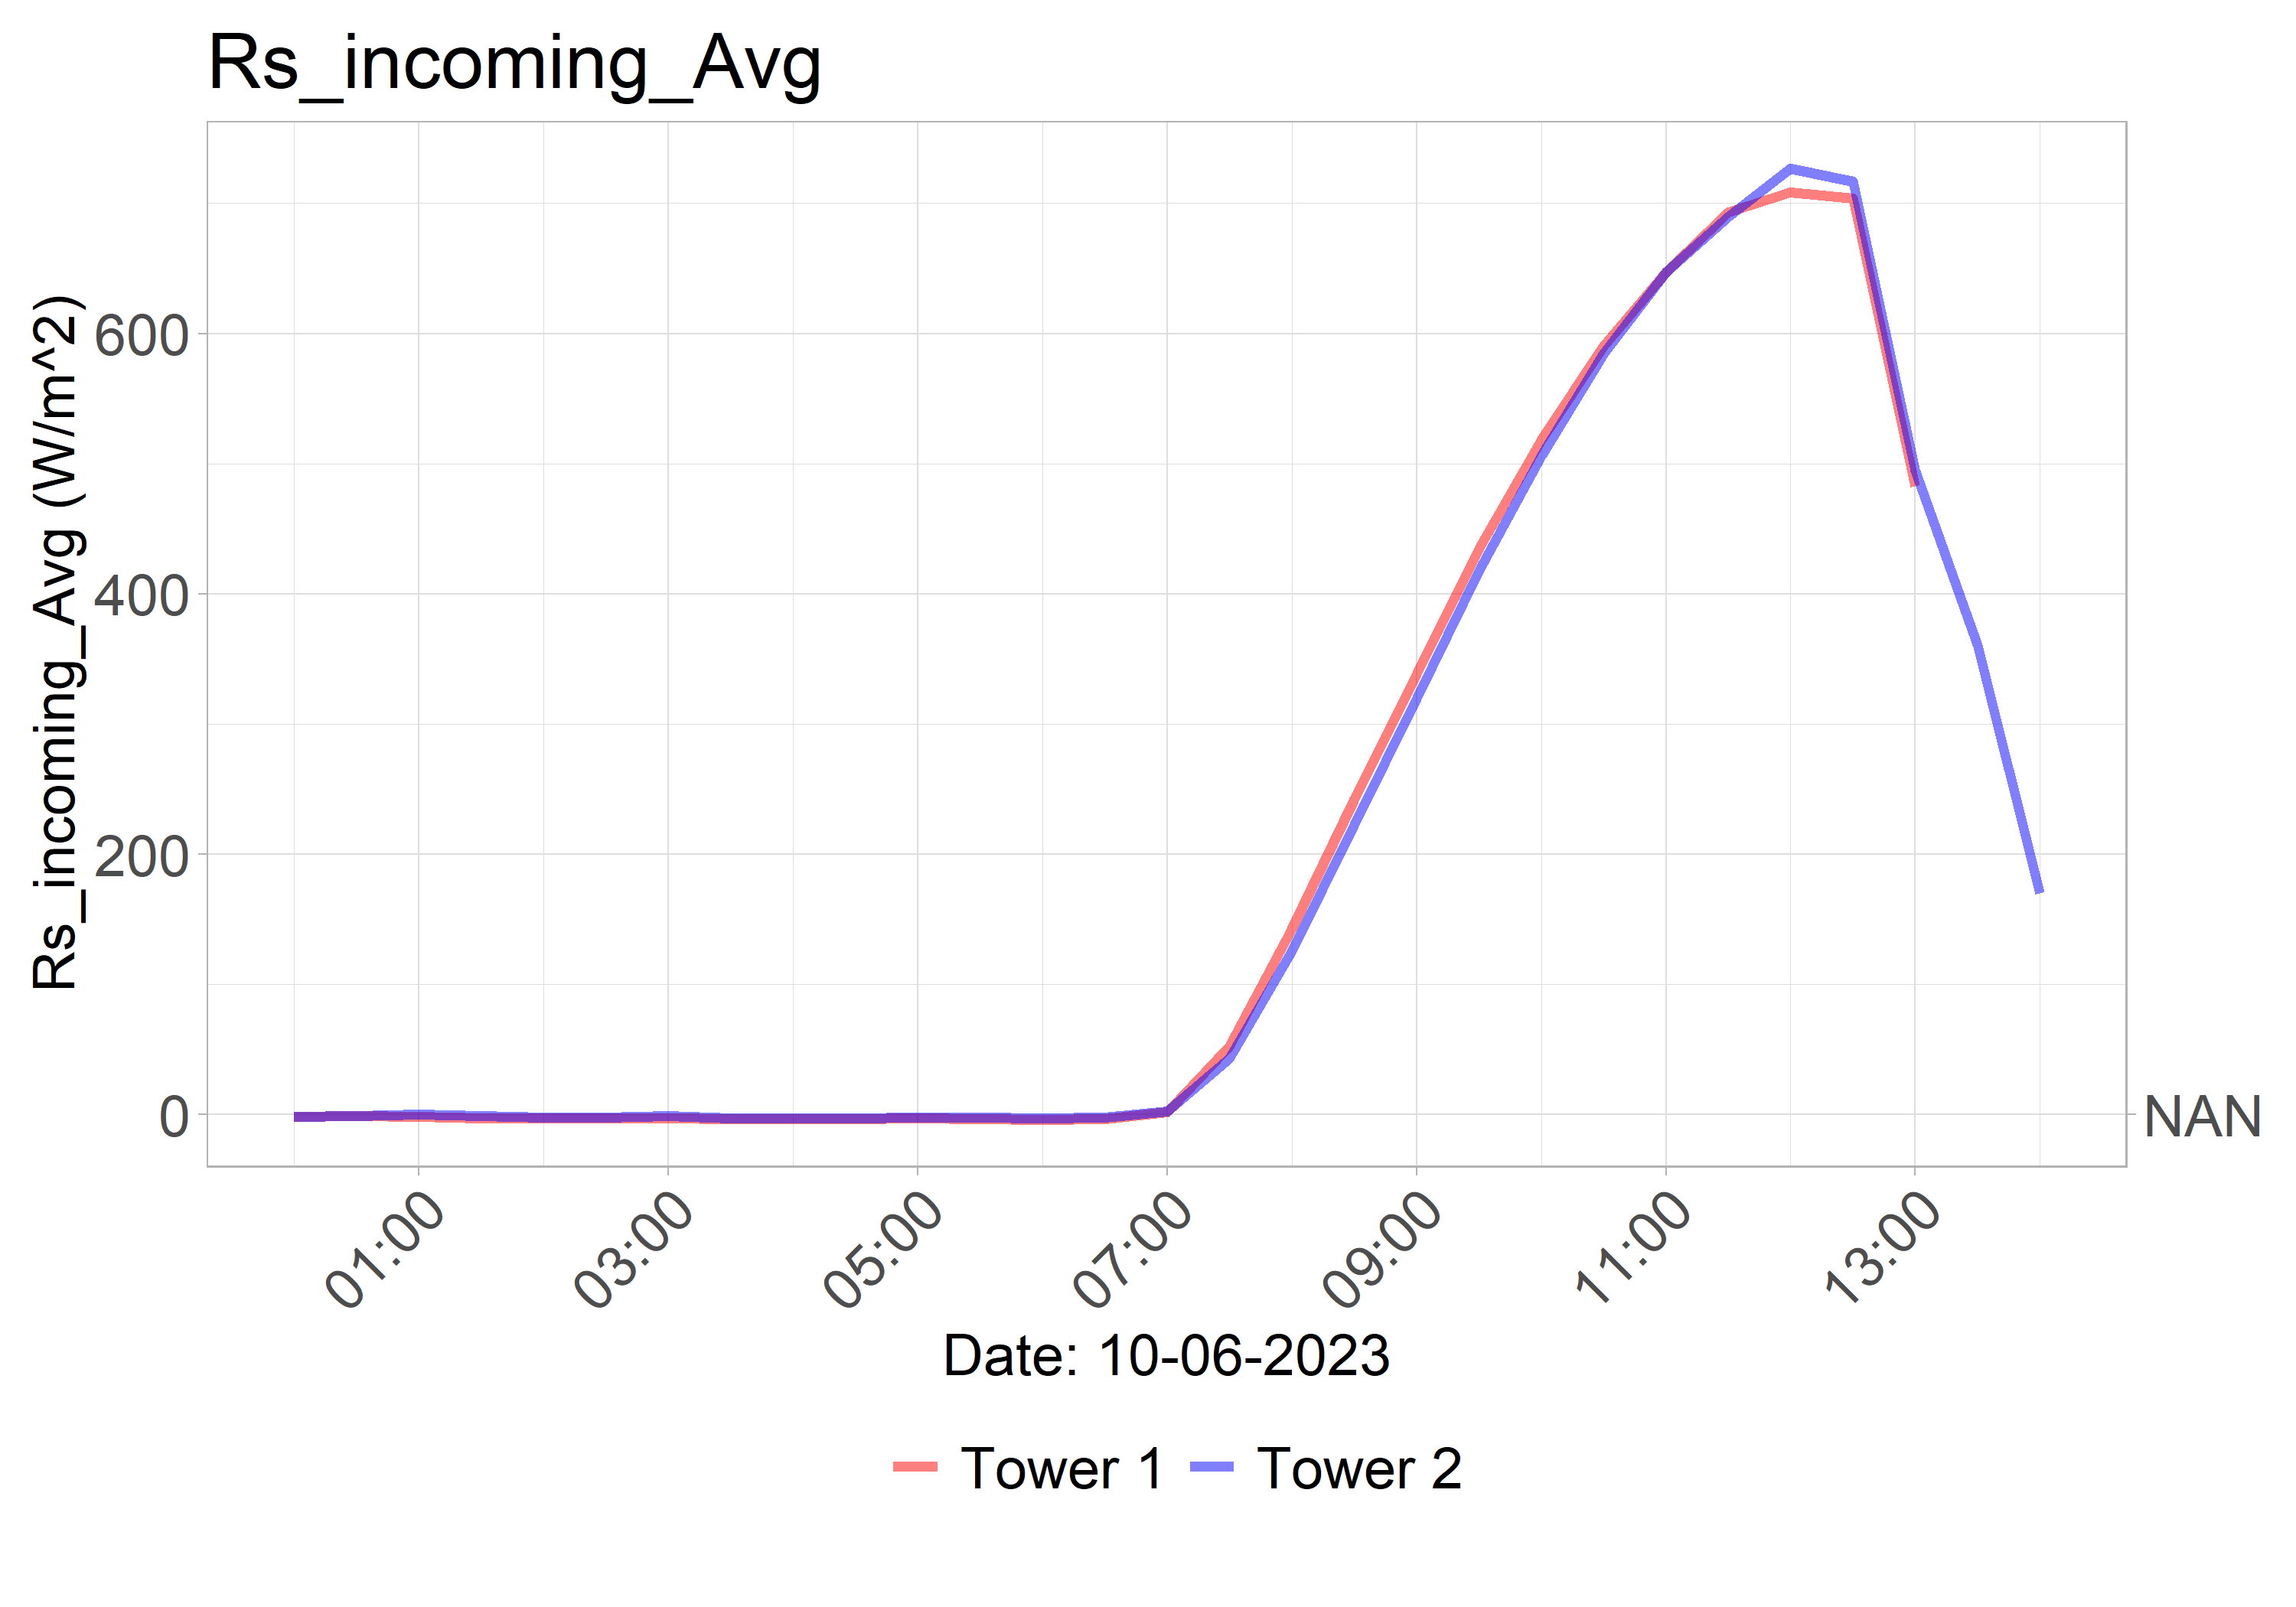 Rs_incoming_Avg
Rs_incoming_Avg (W/m^2)
600
400
200
0
NAN
01:00
03:00
05:00
07:00
09:00
11:00
13:00
Date: 10-06-2023
Tower 1
Tower 2